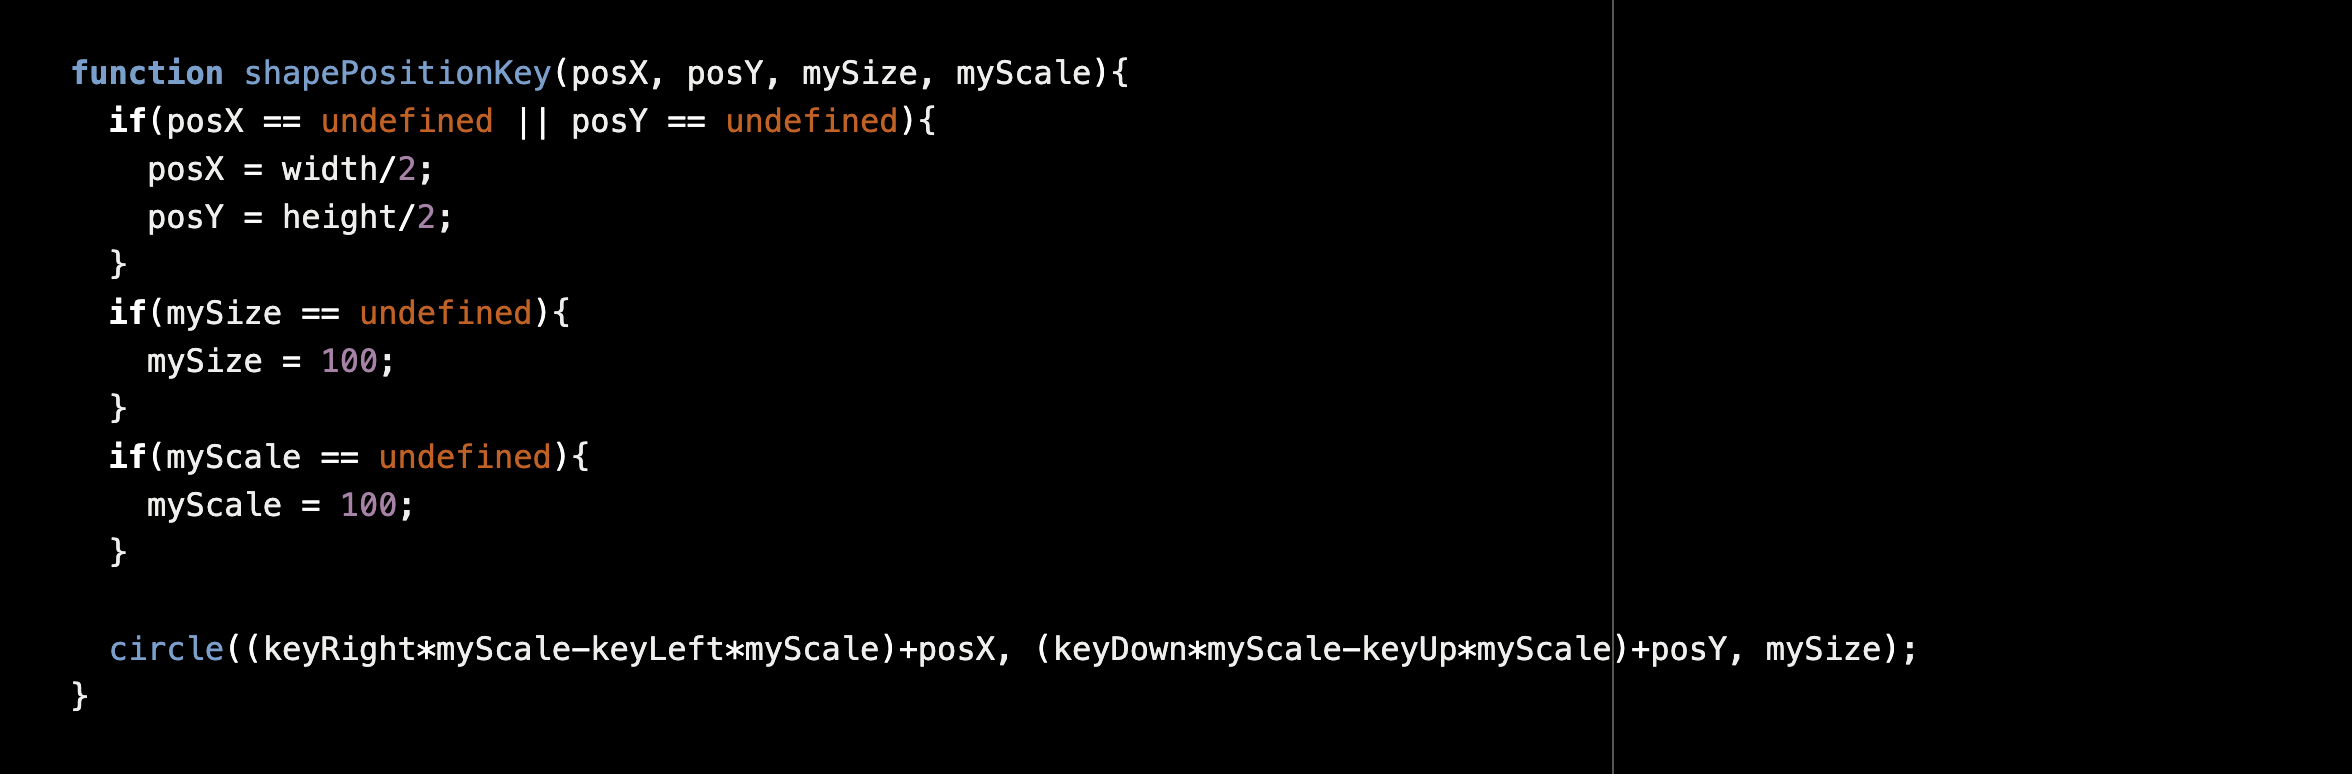 function shapePositionKey(posX, posY, mySize, myScale){
  if(posX == undefined || posY == undefined){
    posX = width/2;
    posY = height/2;
  }
  if(mySize == undefined){
    mySize = 100;
  }
  if(myScale == undefined){
    myScale = 100;
  }

  circle((keyRight*myScale-keyLeft*myScale)+posX, (keyDown*myScale-keyUp*myScale)+posY, mySize);
}